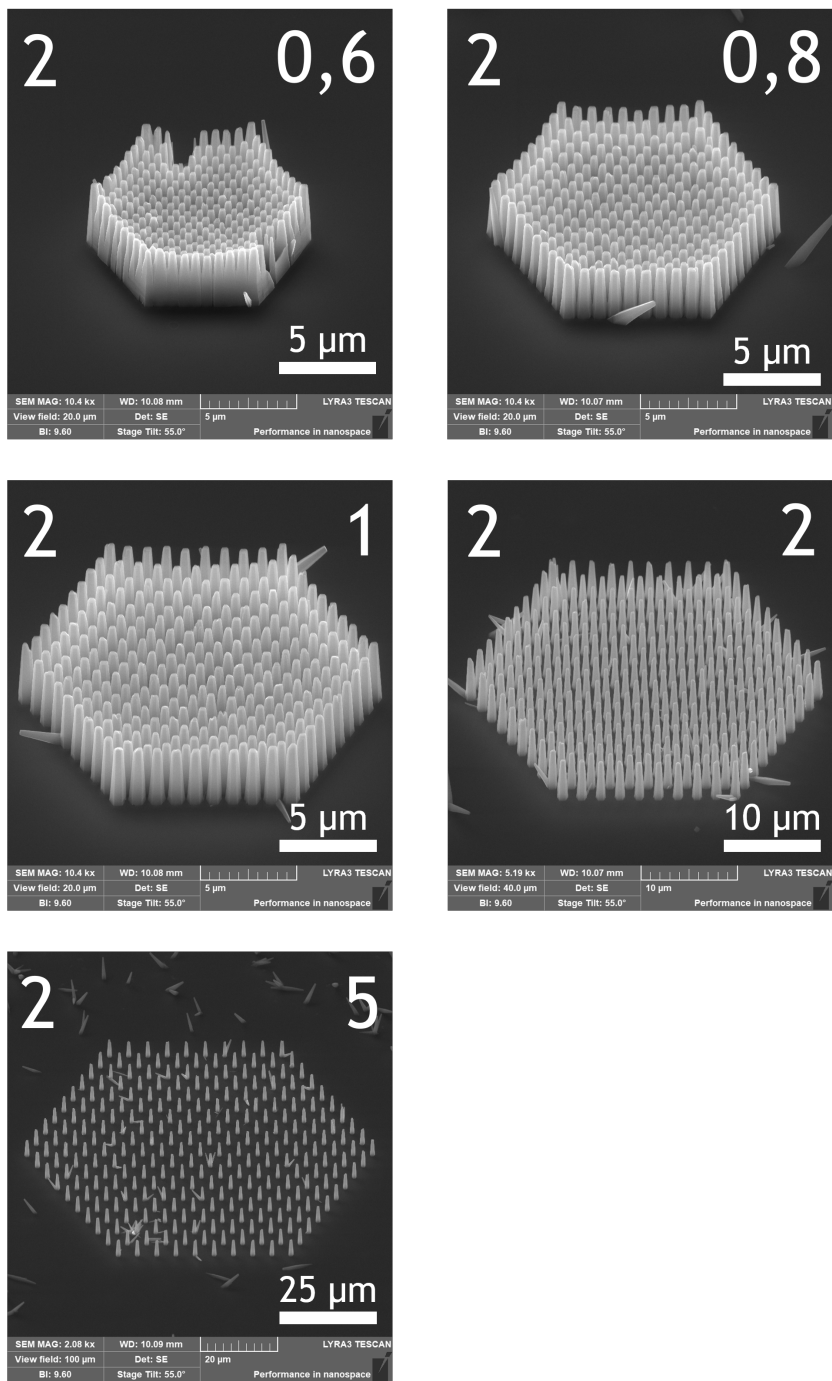 2 0,6
5 µm
SEM MAG: 10.4 kx WD: 10.08 mm LYRA3 TESCAN
View field: 20.0 µm Det: SE 5 µm
BI: 9.60 Stage Tilt: 55.0° Performance in nanospace
2 0,8
5 µm
SEM MAG: 10.4 kx WD: 10.07 mm LYRA3 TESCAN
View field: 20.0 µm Det: SE 5 µm
BI: 9.60 Stage Tilt: 55.0° Performance in nanospace
2 1
5 µm
SEM MAG: 10.4 kx WD: 10.08 mm LYRA3 TESCAN
View field: 20.0 µm Det: SE 5 µm
BI: 9.60 Stage Tilt: 55.0° Performance in nanospace
2 2
10 µm
SEM MAG: 5.19 kx WD: 10.07 mm LYRA3 TESCAN
View field: 40.0 µm Det: SE 10 µm
BI: 9.60 Stage Tilt: 55.0° Performance in nanospace
2 5
25 µm
SEM MAG: 2.08 kx WD: 10.09 mm LYRA3 TESCAN
View field: 100 µm Det: SE 20 µm
BI: 9.60 Stage Tilt: 55.0° Performance in nanospace